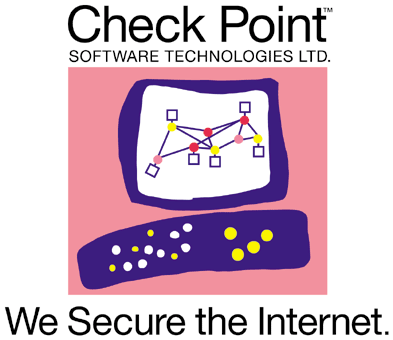 Check Point™
SOFTWARE TECHNOLOGIES LTD.
We Secure the Internet.